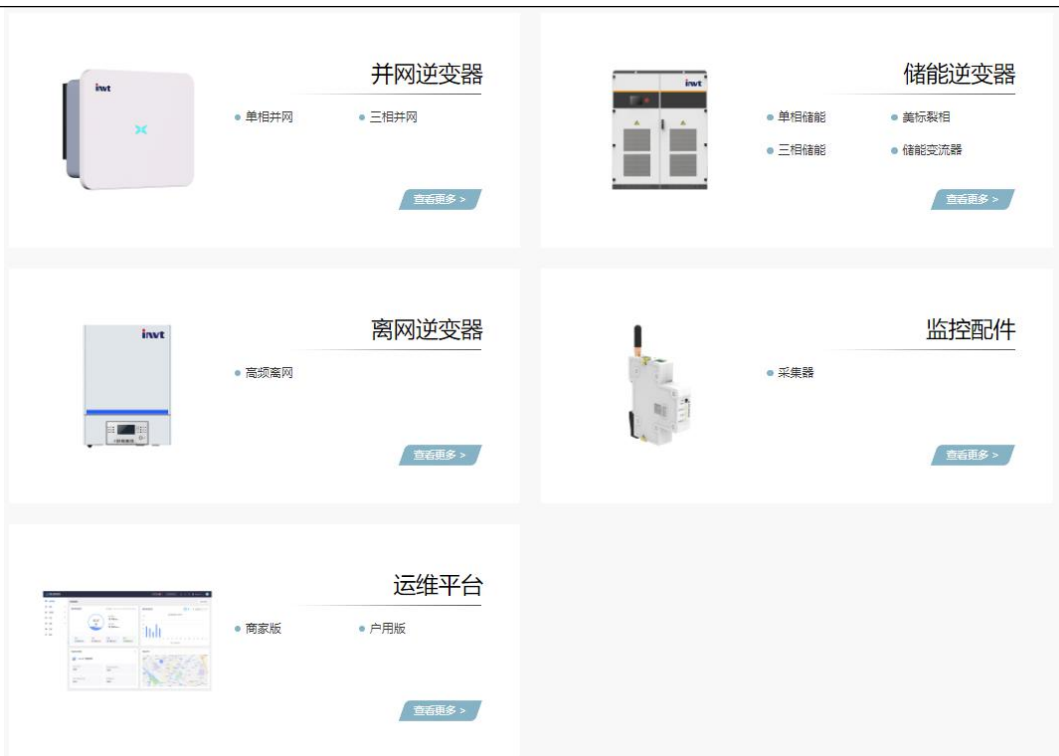 invt
并网逆变器
单相并网
三相并网
查看更多 >
invt
储能逆变器
单相储能
美标裂相
三相储能
储能变流器
查看更多 >
invt
离网逆变器
高频离网
查看更多 >
监控配件
采集器
查看更多 >
运维平台
商家版
户用版
查看更多 >